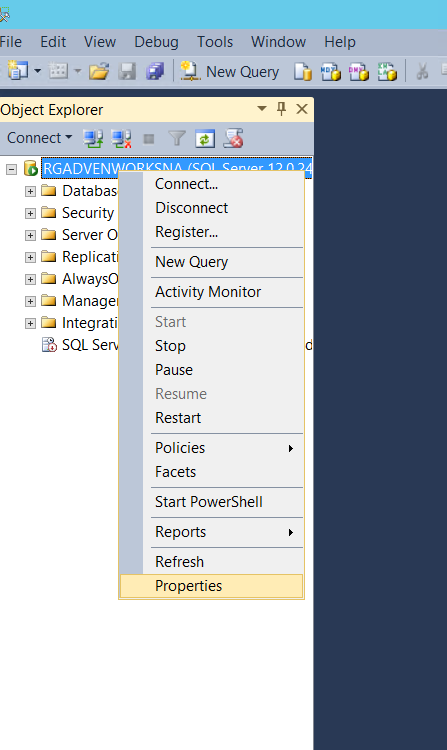 File Edit View Debug Tools Window Help
New Query
Object Explorer
Connect
RGADVENWORKSNA (SQL Server 12.0.24
Databas
Security
Server O
Replicati
AlwaysO
Manager
Integrati
SQL Serv
d
Connect...
Disconnect
Register...
New Query
Activity Monitor
Start
Stop
Pause
Resume
Restart
Policies
Facets
Start PowerShell
Reports
Refresh
Properties